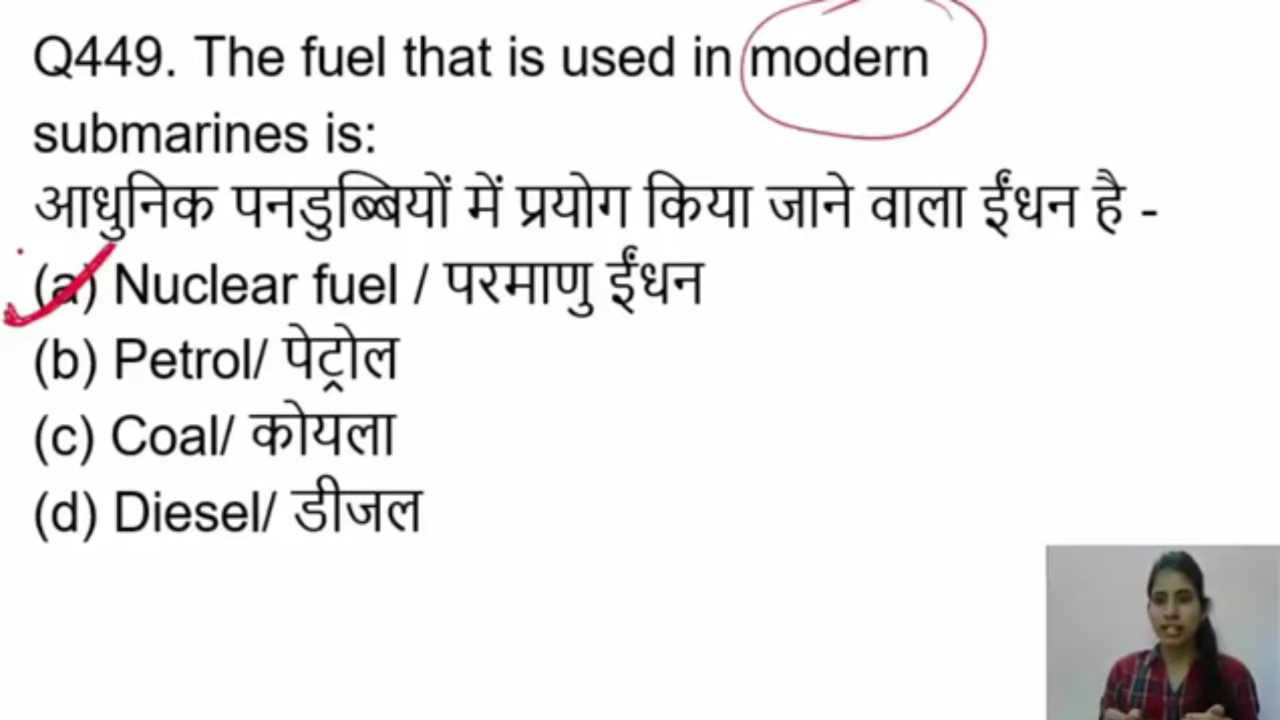 Q449. The fuel that is used in modern
submarines is:
आधुनिक पनडुब्बियों में प्रयोग किया जाने वाला ईंधन है -
(a) Nuclear fuel / परमाणु ईंधन
(b) Petrol/ पेट्रोल
(c) Coal/ कोयला
(d) Diesel/ डीजल